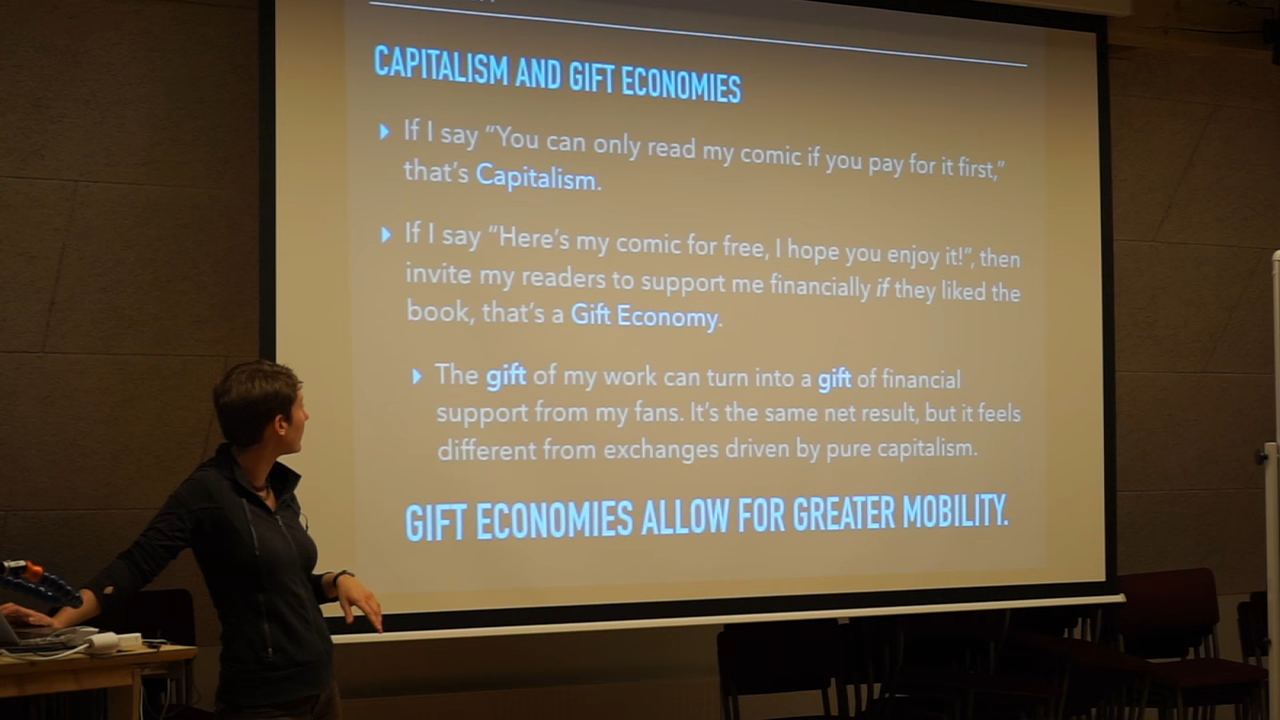 CAPITALISM AND GIFT ECONOMIES
If I say “You can only read my comic if you pay for it first,”
that’s Capitalism.
If I say “Here’s my comic for free, I hope you enjoy it!”, then
invite my readers to support me financially if they liked the
book, that’s a Gift Economy.
The gift of my work can turn into a gift of financial
support from my fans. It’s the same net result, but it feels
different from exchanges driven by pure capitalism.
GIFT ECONOMIES ALLOW FOR GREATER MOBILITY.